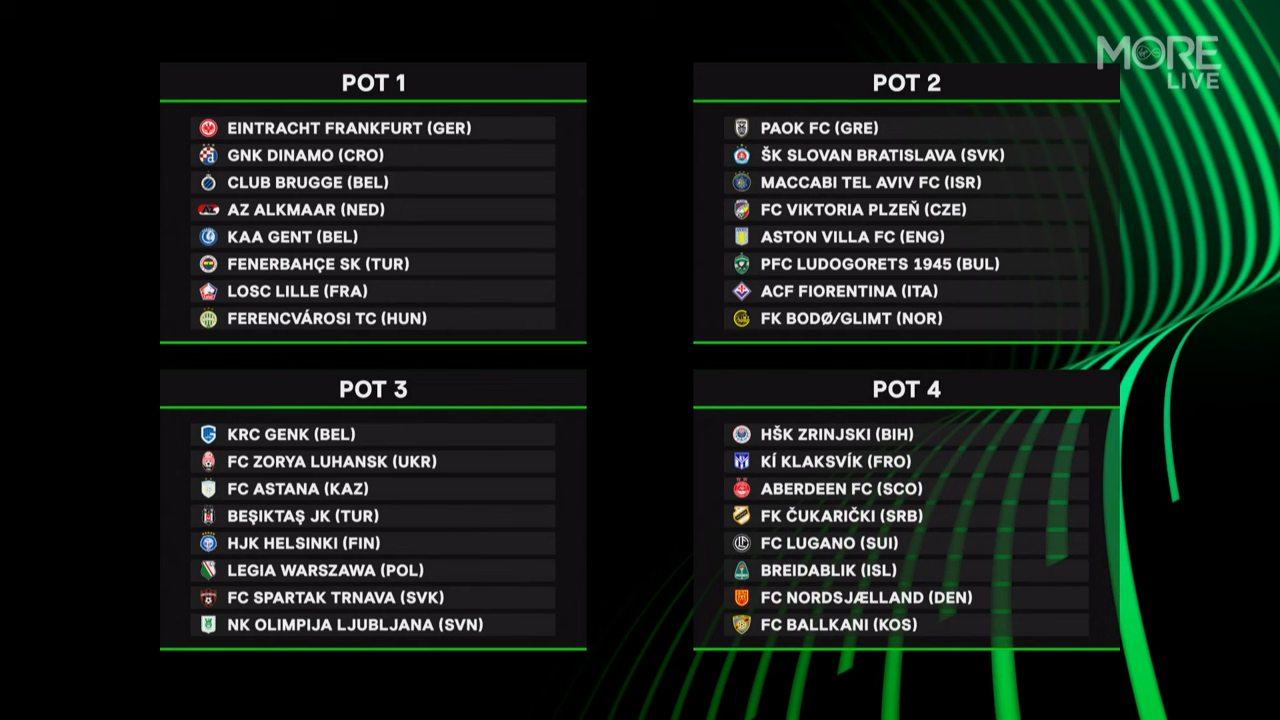 MORE
LIVE
POT 1
EINTRACHT FRANKFURT (GER)
GNK DINAMO (CRO)
CLUB BRUGGE (BEL)
AZ ALKMAAR (NED)
KAA GENT (BEL)
FENERBAHÇE SK (TUR)
LOSC LILLE (FRA)
FERENCVÁROSI TC (HUN)
POT 2
PAOK FC (GRE)
ŠK SLOVAN BRATISLAVA (SVK)
MACCABI TEL AVIV FC (ISR)
FC VIKTORIA PLZEŇ (CZE)
ASTON VILLA FC (ENG)
PFC LUDOGORETS 1945 (BUL)
ACF FIORENTINA (ITA)
FK BODØ/GLIMT (NOR)
POT 3
KRC GENK (BEL)
FC ZORYA LUHANSK (UKR)
FC ASTANA (KAZ)
BEŞIKTAŞ JK (TUR)
HJK HELSINKI (FIN)
LEGIA WARSZAWA (POL)
FC SPARTAK TRNAVA (SVK)
NK OLIMPIJA LJUBLJANA (SVN)
POT 4
HŠK ZRINJSKI (BIH)
KÍ KLAKSVÍK (FRO)
ABERDEEN FC (SCO)
FK ČUKARIČKI (SRB)
FC LUGANO (SUI)
BREIDABLIK (ISL)
FC NORDSJÆLLAND (DEN)
FC BALLKANI (KOS)